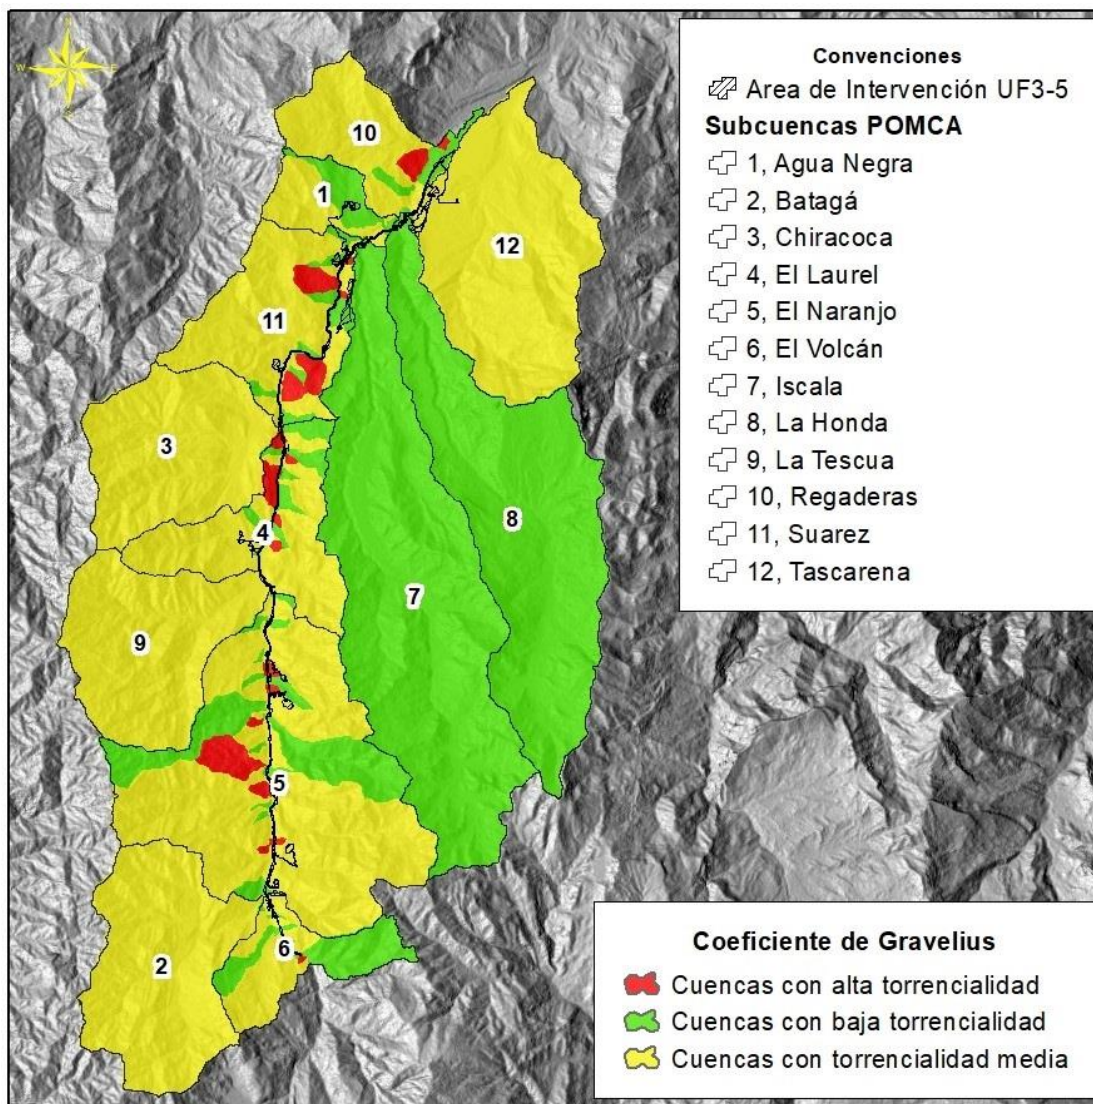 Convenciones
Area de Intervención UF3-5
Subcuencas POMCA
1, Agua Negra
2, Batagá
3, Chiracoca
4, El Laurel
5, El Naranjo
6, El Volcán
7, Iscala
8, La Honda
9, La Tescua
10, Regaderas
11, Suarez
12, Tascarena
W
E
10
1
12
11
3
4
8
7
9
5
6
2
Coeficiente de Gravelius
Cuencas con alta torrencialidad
Cuencas con baja torrencialidad
Cuencas con torrencialidad media